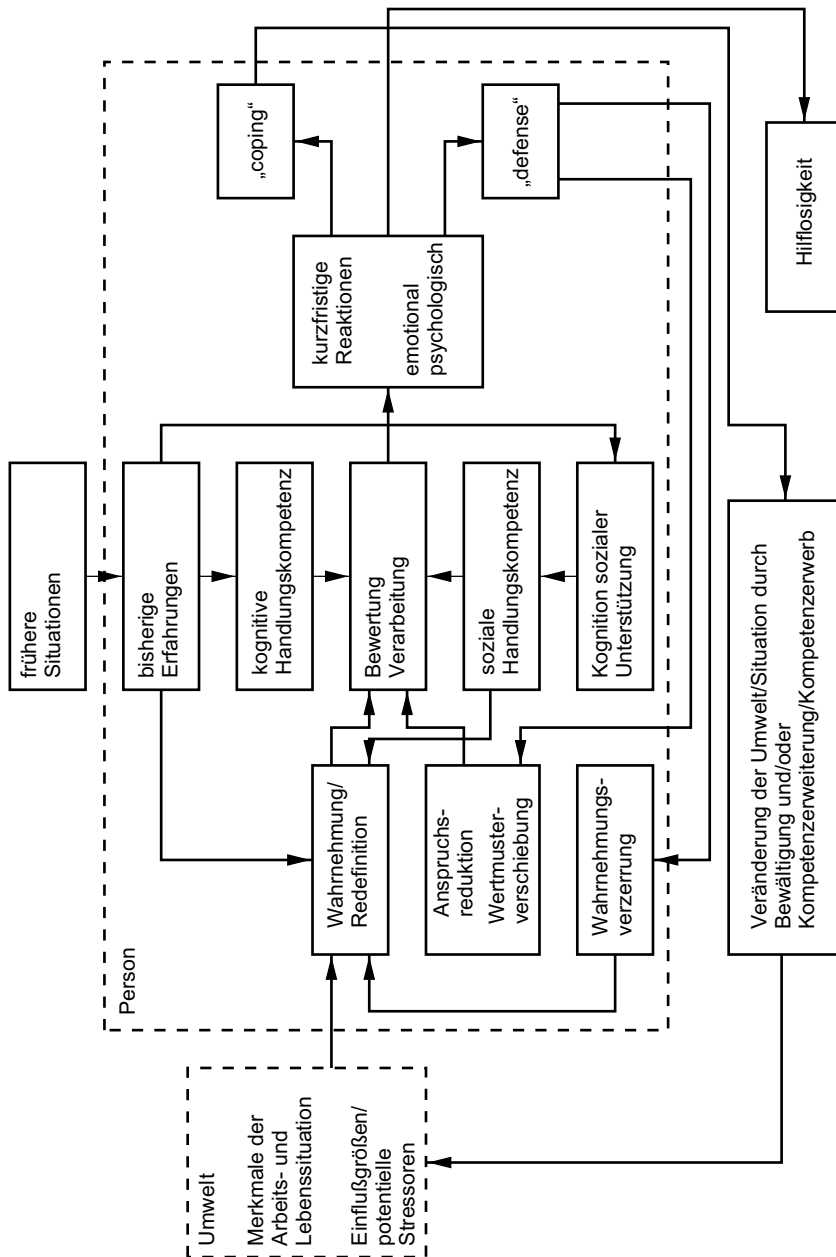 Umwelt
Merkmale der
Arbeits- und
Lebenssituation
Einflußgrößen/
potentielle
Stressoren
Person
Wahrnehmung/
Redefinition
Anspruchs-
reduktion
Wertmuster-
verschiebung
Wahrnehmungs-
verzerrung
frühere
Situationen
bisherige
Erfahrungen
kognitive
Handlungskompetenz
Bewertung
Verarbeitung
soziale
Handlungskompetenz
Kognition sozialer
Unterstützung
kurzfristige
Reaktionen
emotional
psychologisch
„coping“
„defense“
Veränderung der Umwelt/Situation durch
Bewältigung und/oder
Kompetenzerweiterung/Kompetenzerwerb
Hilflosigkeit